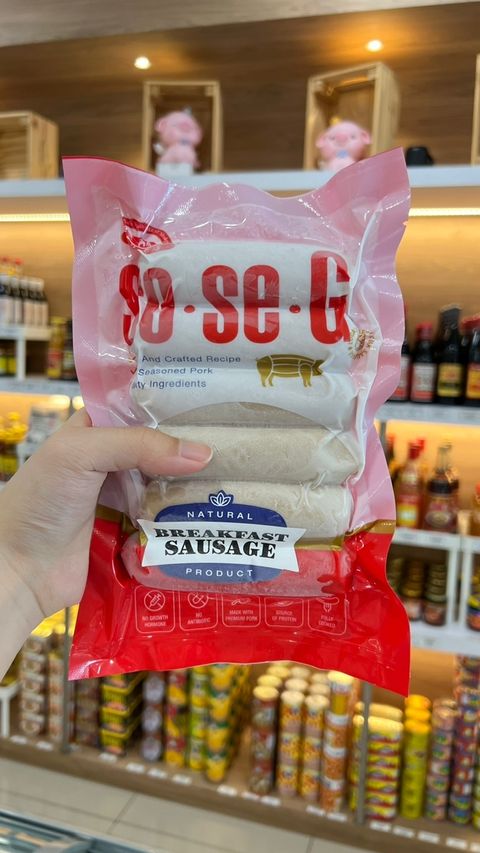 So·Se·G
And Crafted Recipe
Seasoned Pork
ty Ingredients
NATURAL
BREAKFAST
SAUSAGE
PRODUCT
NO GROWTH
HORMONE
NO
ANTIBIOTIC
MADE WITH
PREMIUM PORK
SOURCE
OF PROTEIN
FULLY
COOKED